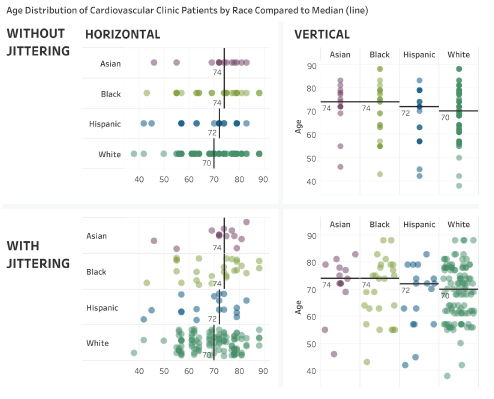 Age Distribution of Cardiovascular Clinic Patients by Race Compared to Median (line)
WITHOUT
JITTERING
HORIZONTAL
Asian
74
Black
74
Hispanic
72
White
70
40 50 60 70 80 90
VERTICAL
Asian Black Hispanic White
Age
90
80
70
60
50
40
74 74 72 70
WITH
JITTERING
Asian
74
Black
74
Hispanic
72
White
70
40 50 60 70 80 90
Asian Black Hispanic White
Age
90
80
70
60
50
40
74 74 72 70